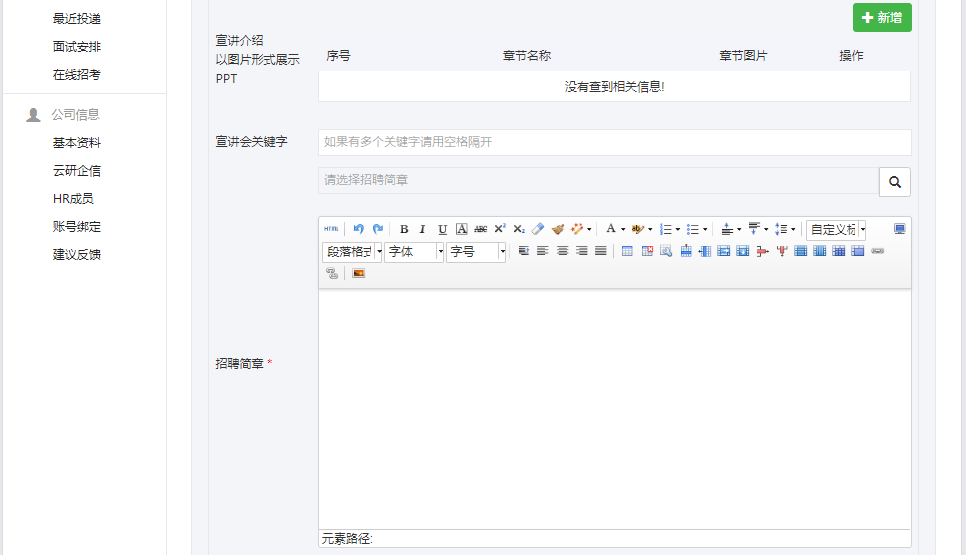 最近投递
面试安排
在线招考
公司信息
基本资料
云研企信
HR成员
账号绑定
建议反馈
新增
宣讲介绍
以图片形式展示
PPT
序号 章节名称 章节图片 操作
没有查到相关信息!
宣讲会关键字 如果有多个关键字请用空格隔开
请选择招聘简章
HTML B I U A ABC X² X₂ A ab 自定义标
段落格式 字体 字号
招聘简章 *
元素路径: